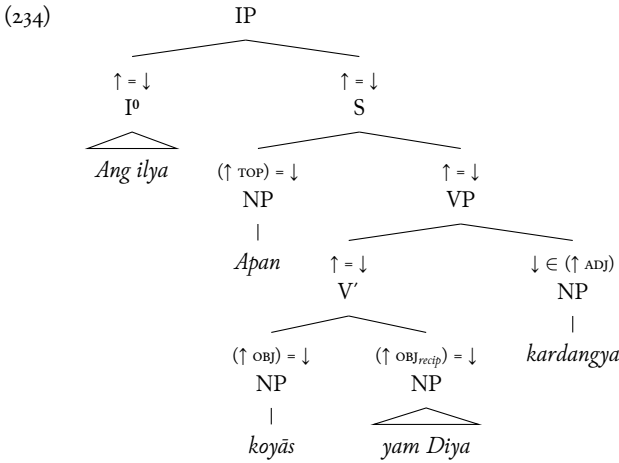 (234) IP
↑ = ↓ ↑ = ↓
I⁰ S
Ang ilya (↑ TOP) = ↓ ↑ = ↓
NP VP
Apan ↑ = ↓ ↓ ∈ (↑ ADJ)
V′ NP
(↑ OBJ) = ↓ (↑ OBJrecip) = ↓ kardangya
NP NP
koyās yam Diya